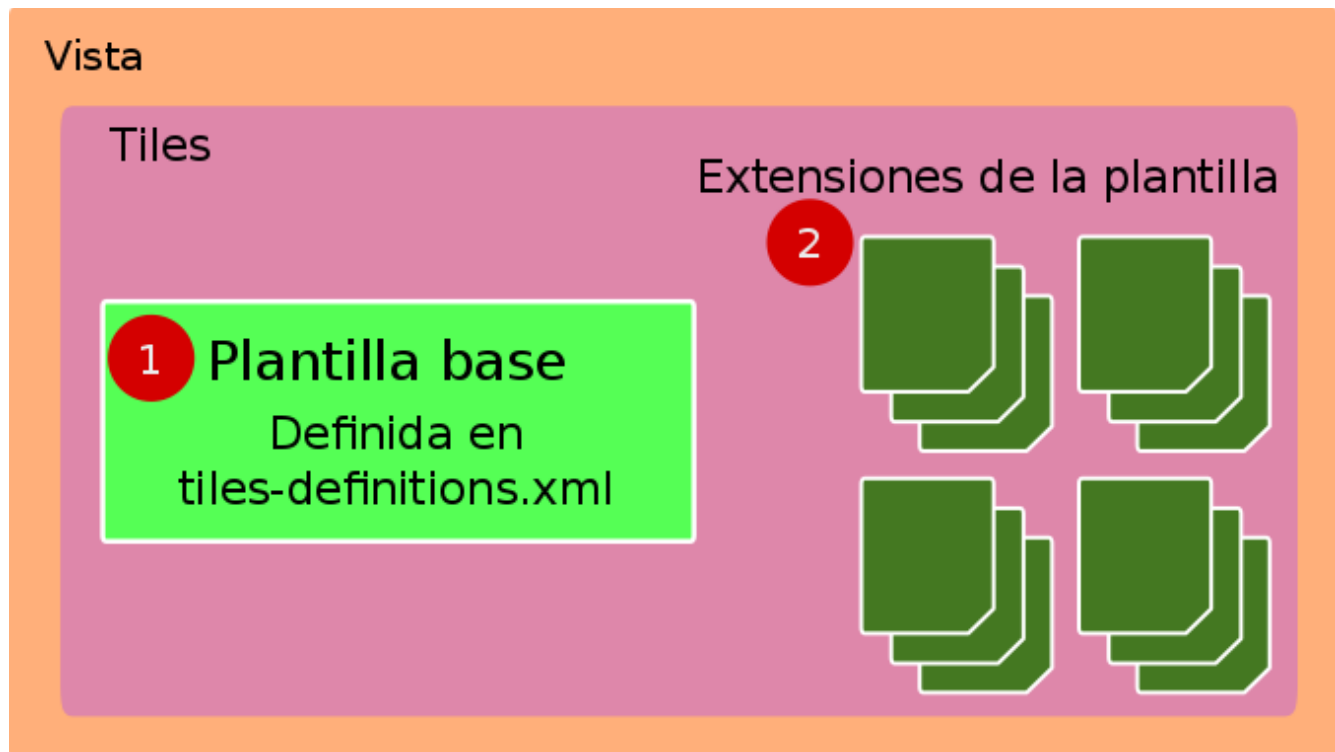 Vista
Tiles
Extensiones de la plantilla
2
1
Plantilla base
Definida en
tiles-definitions.xml